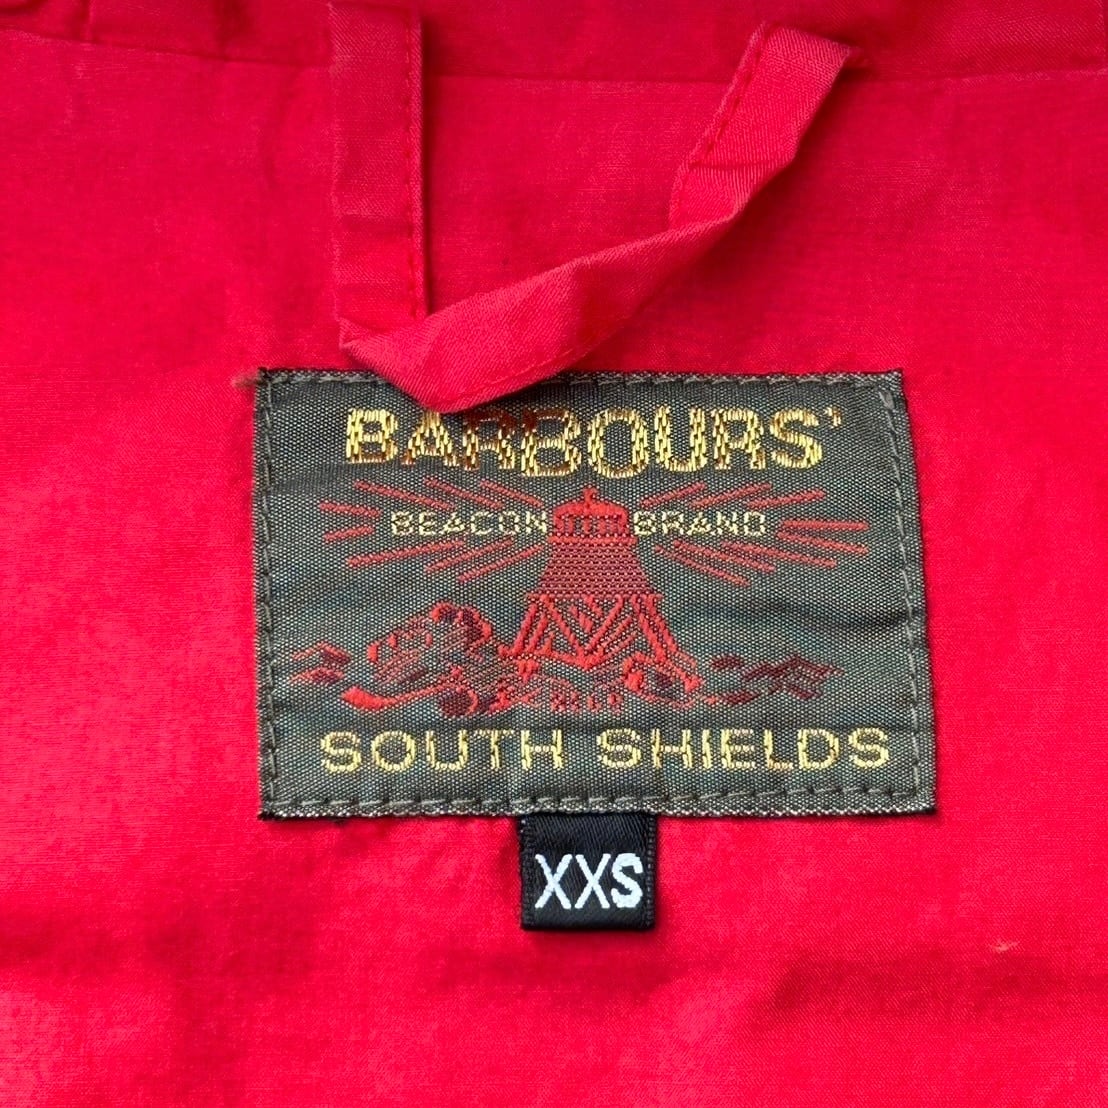 BARBOURS'
BEACON BRAND
SOUTH SHIELDS
XXS